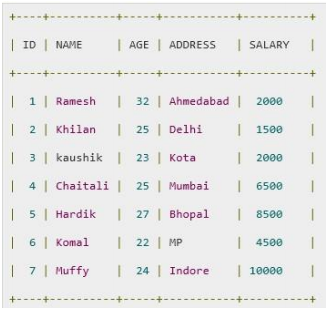 +----+----------+-----+-----------+----------+
| ID | NAME | AGE | ADDRESS | SALARY |
+----+----------+-----+-----------+----------+
| 1 | Ramesh | 32 | Ahmedabad | 2000 |
| 2 | Khilan | 25 | Delhi | 1500 |
| 3 | kaushik | 23 | Kota | 2000 |
| 4 | Chaitali | 25 | Mumbai | 6500 |
| 5 | Hardik | 27 | Bhopal | 8500 |
| 6 | Komal | 22 | MP | 4500 |
| 7 | Muffy | 24 | Indore | 10000 |
+----+----------+-----+-----------+----------+